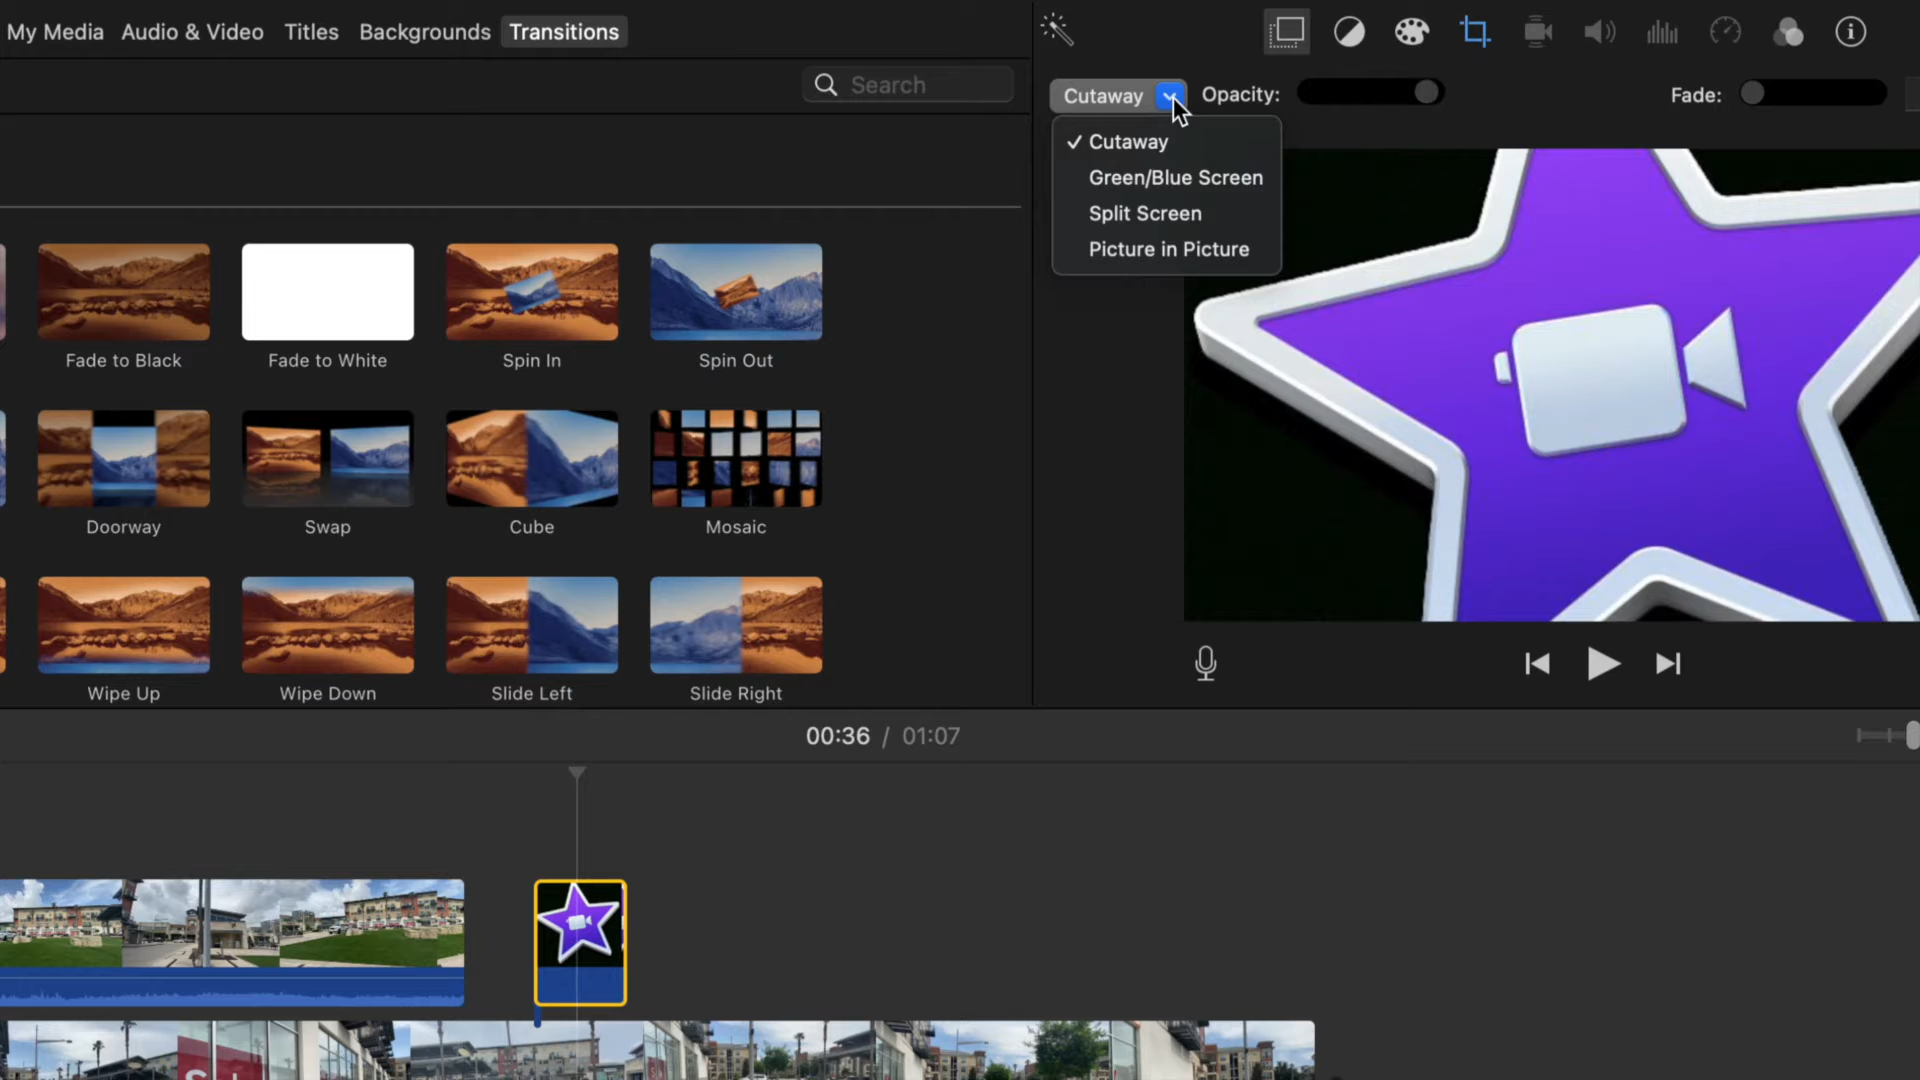 My Media Audio & Video Titles Backgrounds Transitions
Search
Cutaway Opacity: Fade:
✓ Cutaway
Green/Blue Screen
Split Screen
Picture in Picture
Fade to Black Fade to White Spin In Spin Out
Doorway Swap Cube Mosaic
Wipe Up Wipe Down Slide Left Slide Right
00:36 / 01:07